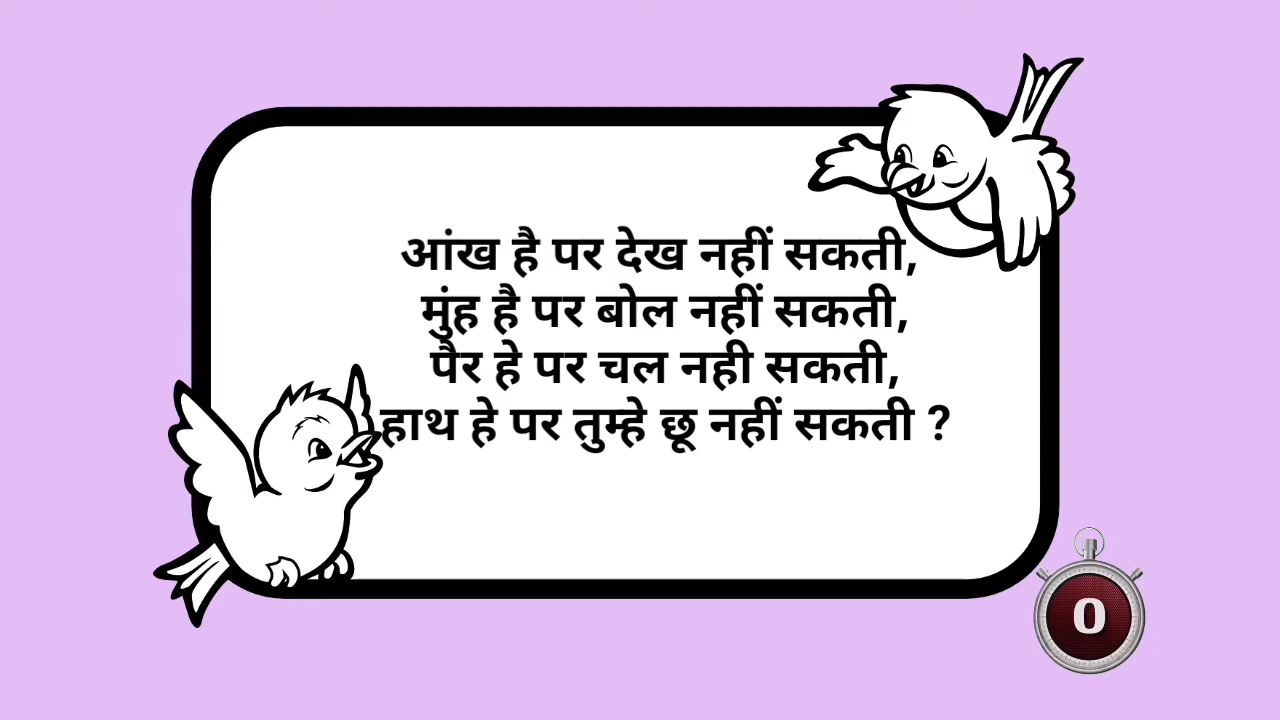 आंख है पर देख नहीं सकती,
मुंह है पर बोल नहीं सकती,
पैर हे पर चल नही सकती,
हाथ हे पर तुम्हे छू नहीं सकती ?
0